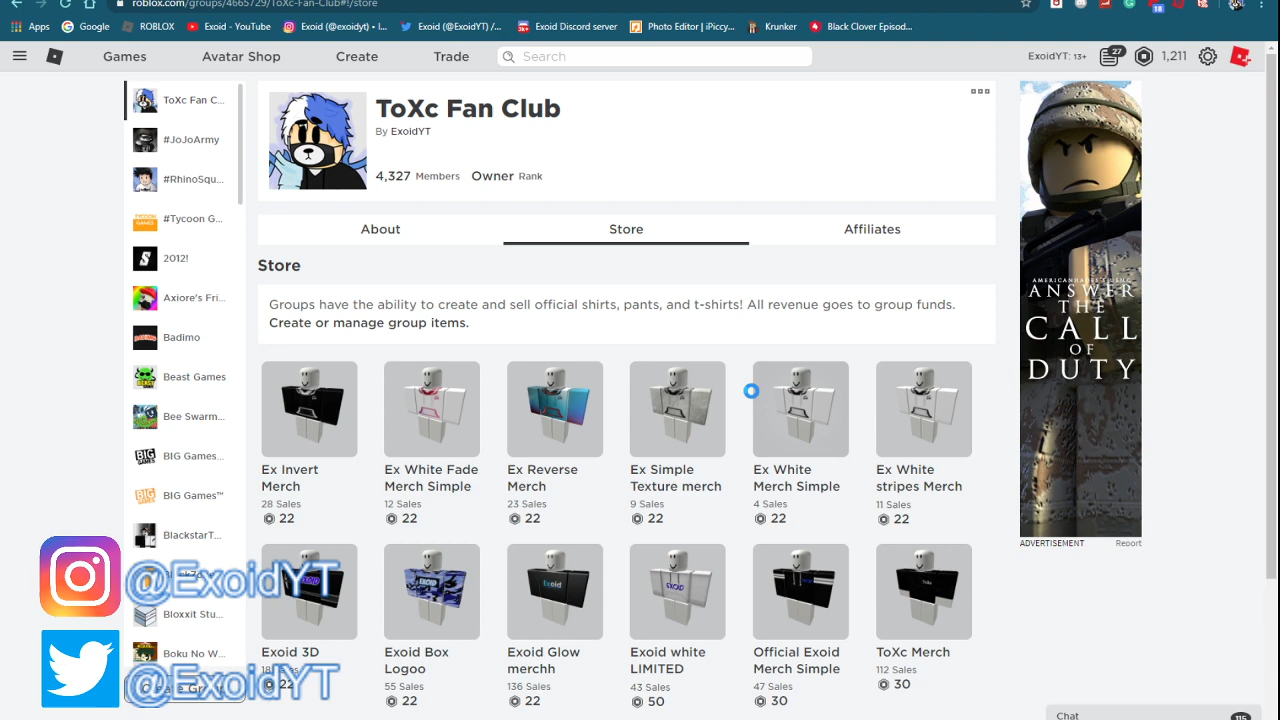 roblox.com/groups/4665729/ToXc-Fan-Club#!/store
Apps Google ROBLOX Exoid - YouTube Exoid (@exoidyt) • I... Exoid (@ExoidYT) /... Exoid Discord server Photo Editor | iPiccy... Krunker Black Clover Episod...
18
Games Avatar Shop Create Trade Search ExoidYT: 13+ 27 1,211
ToXc Fan C...
#JoJoArmy
#RhinoSqu...
#Tycoon G...
2012!
Axiore's Fri...
Badimo
Beast Games
Bee Swarm...
BIG Games...
BIG Games™
BlackstarT...
Bloxxit Stu...
Boku No W...
ToXc Fan Club
By ExoidYT
4,327 Members Owner Rank
About Store Affiliates
Store
Groups have the ability to create and sell official shirts, pants, and t-shirts! All revenue goes to group funds.
Create or manage group items.
Ex Invert Merch
28 Sales
22
Ex White Fade Merch Simple
12 Sales
22
Ex Reverse Merch
23 Sales
22
Ex Simple Texture merch
9 Sales
22
Ex White Merch Simple
4 Sales
22
Ex White stripes Merch
11 Sales
22
Exoid 3D
22
Exoid Box Logoo
55 Sales
22
Exoid Glow merchh
136 Sales
22
Exoid white LIMITED
43 Sales
50
Official Exoid Merch Simple
47 Sales
30
ToXc Merch
112 Sales
30
@ExoidYT
@ExoidYT
ANSWER
THE
CALL
OF
DUTY
ADVERTISEMENT Report
Chat 115